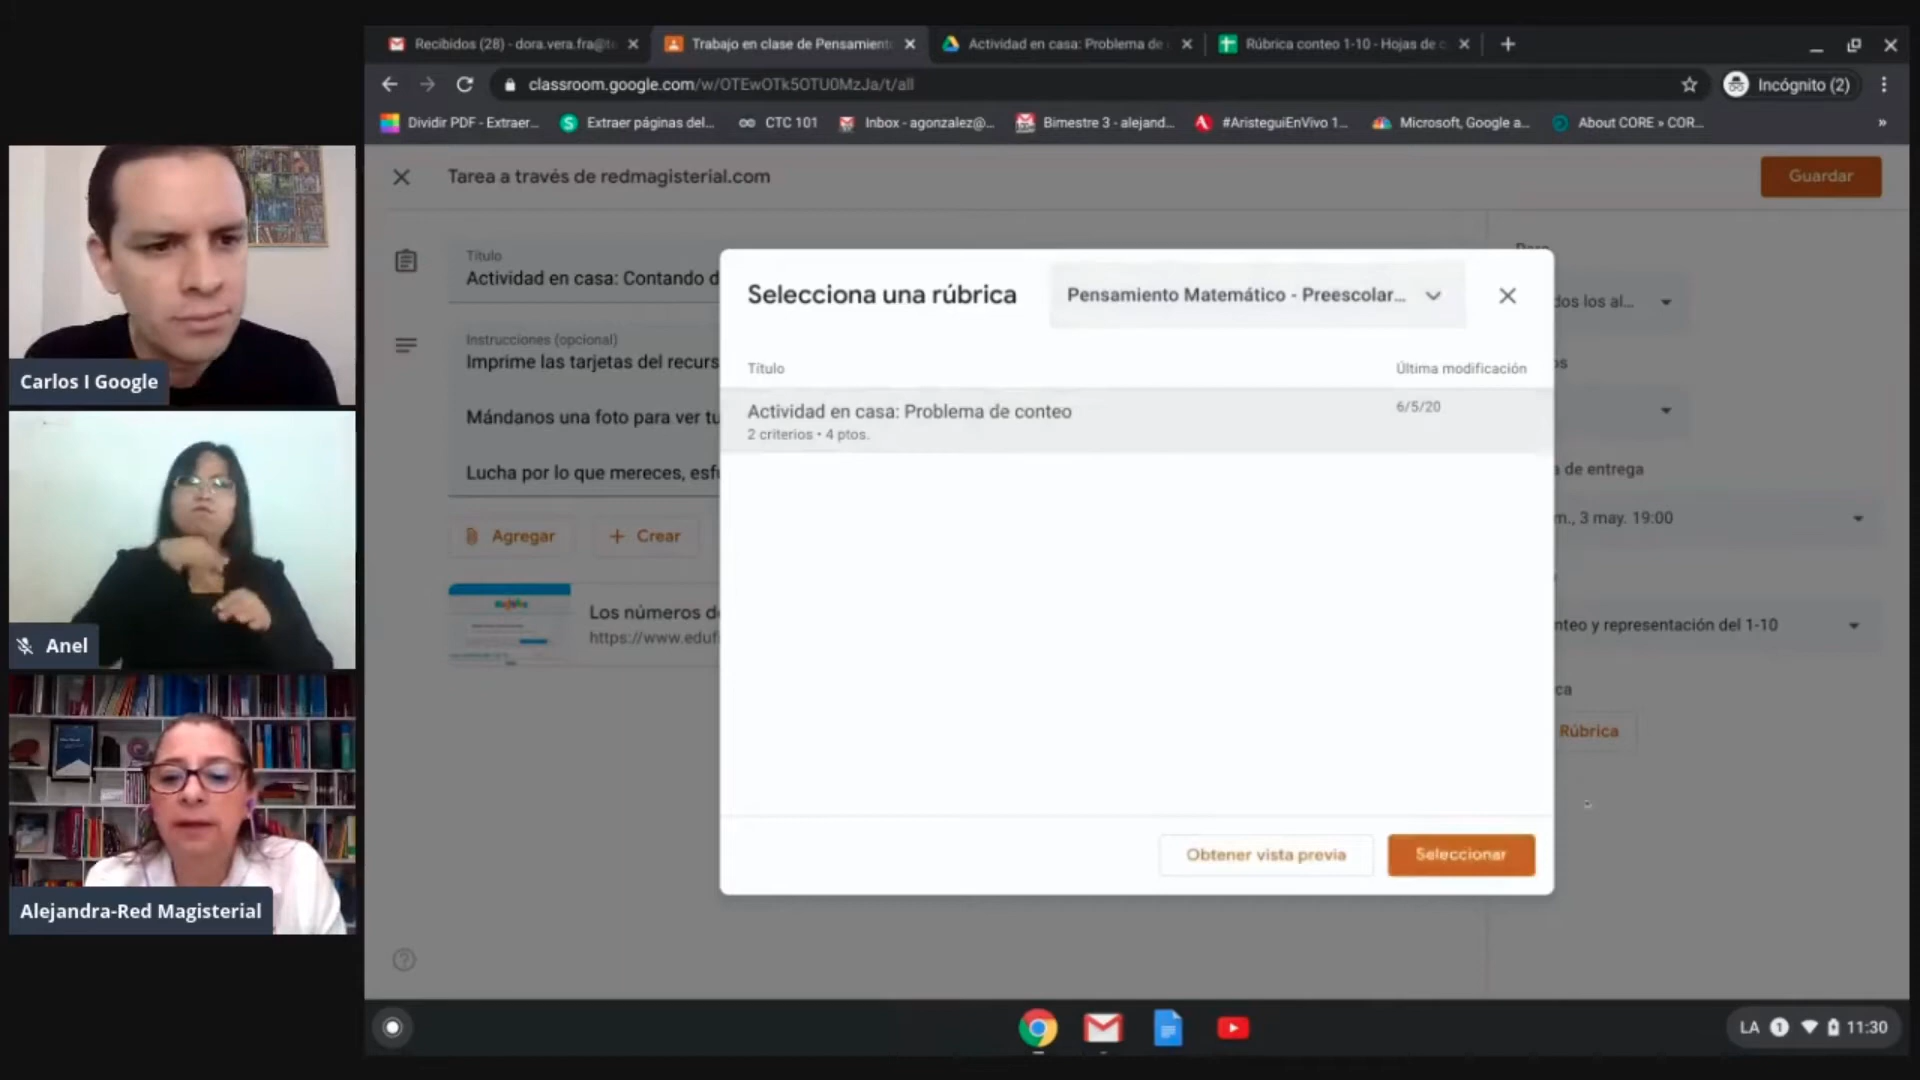 Recibidos (28) - dora.vera.fra@te
Trabajo en clase de Pensamient
Actividad en casa: Problema de
Rúbrica conteo 1-10 - Hojas de c
classroom.google.com/w/OTEwOTk5OTU0MzJa/t/all
Incógnito (2)
Dividir PDF - Extraer...
Extraer páginas del...
CTC 101
Inbox - agonzalez@...
Bimestre 3 - alejand...
#AristeguiEnVivo 1...
Microsoft, Google a...
About CORE » COR...
»
Tarea a través de redmagisterial.com
Guardar
Título
Actividad en casa: Contando d
Instrucciones (opcional)
Imprime las tarjetas del recurs
Mándanos una foto para ver tu
Lucha por lo que mereces, esf
Agregar
Crear
Los números d
https://www.eduf
Selecciona una rúbrica
Pensamiento Matemático - Preescolar...
Título
Última modificación
Actividad en casa: Problema de conteo
6/5/20
2 criterios • 4 ptos.
Obtener vista previa
Seleccionar
Para
dos los al...
os
a de entrega
m., 3 may. 19:00
nteo y representación del 1-10
ca
Rúbrica
Carlos I Google
Anel
Alejandra-Red Magisterial
LA
1
11:30